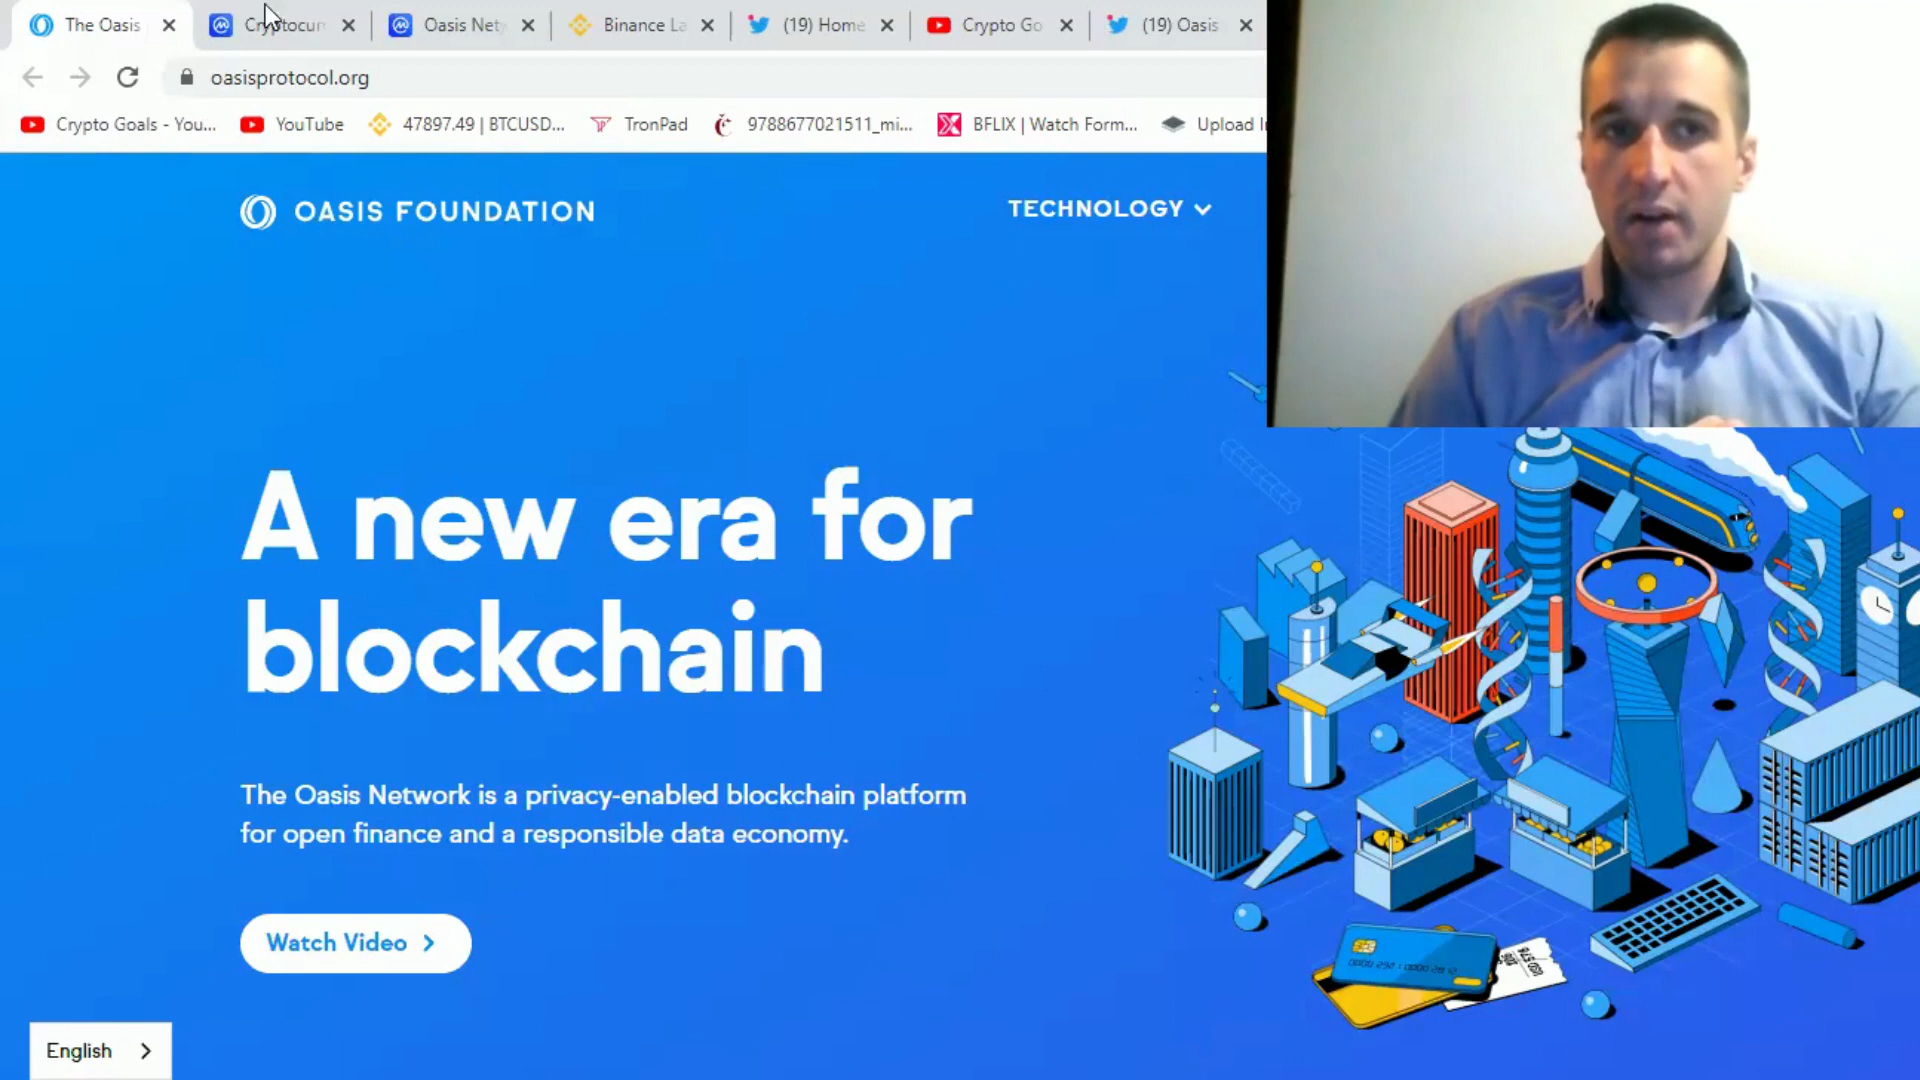 The Oasis
Cryptocur
Oasis Net
Binance La
(19) Home
Crypto Go
(19) Oasis
oasisprotocol.org
Crypto Goals - You...
YouTube
47897.49 | BTCUSD...
TronPad
9788677021511_mi...
BFLIX | Watch Form...
Upload I
OASIS FOUNDATION
TECHNOLOGY
A new era for
blockchain
The Oasis Network is a privacy-enabled blockchain platform
for open finance and a responsible data economy.
Watch Video
English